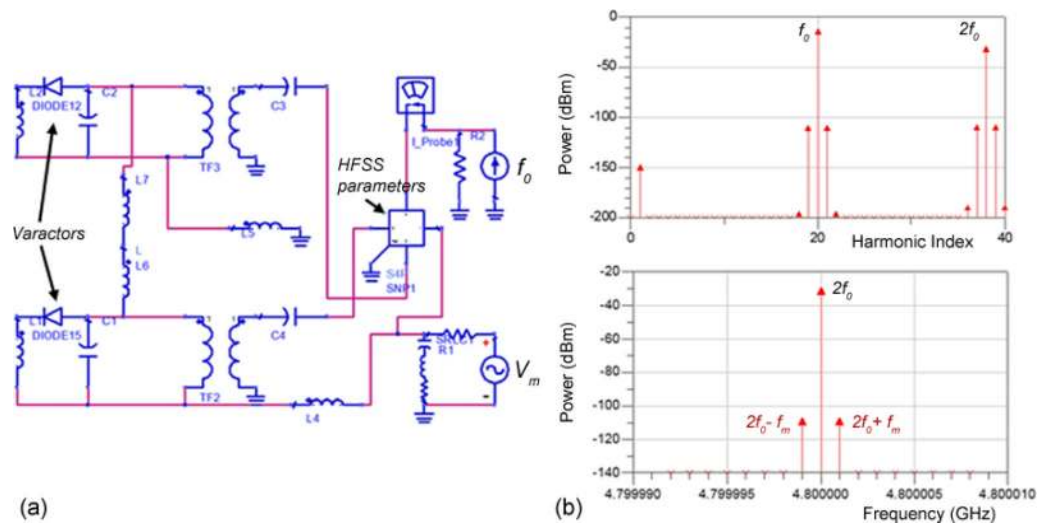 (a)
L2
DIODE12
C2
C3
TF3
I_Probe1
R2
f0
HFSS
parameters
L7
Varactors
L
L6
L5
SNP1
L1
DIODE15
C1
C4
TF2
R1
Vm
+
-
L4
(b)
0
-50
-100
-150
-200
Power (dBm)
f0
2f0
0
20
40
Harmonic Index
-20
-40
-60
-80
-100
-120
-140
Power (dBm)
2f0
2f0- fm
2f0+ fm
4.799990
4.799995
4.800000
4.800005
4.800010
Frequency (GHz)